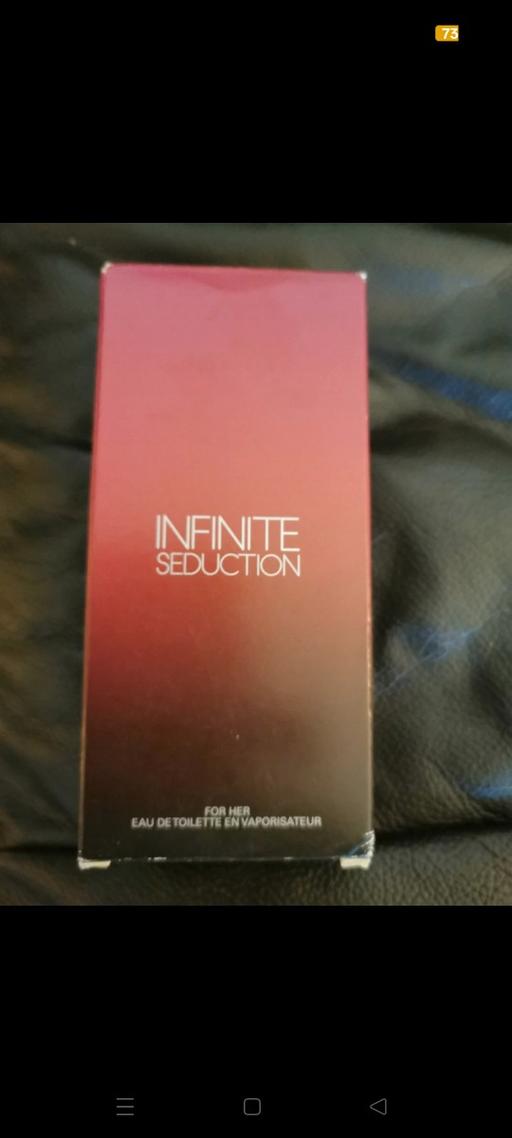 73
INFINITE
SEDUCTION
FOR HER
EAU DE TOILETTE EN VAPORISATEUR